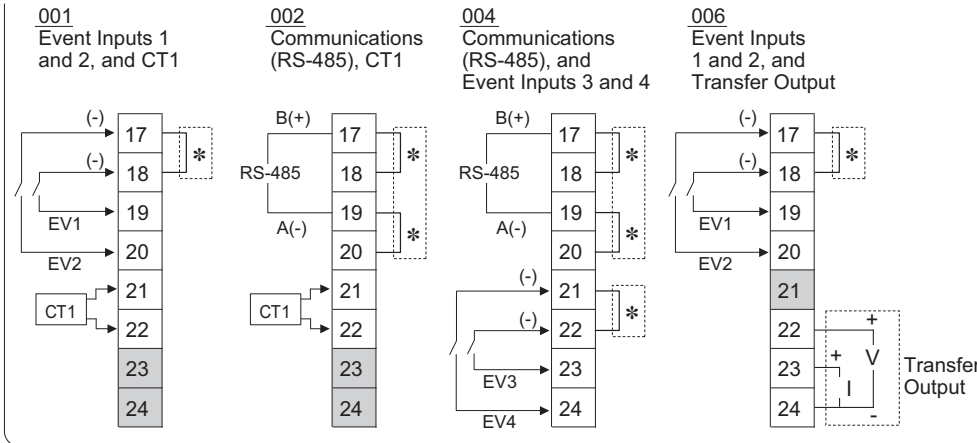 001
Event Inputs 1
and 2, and CT1
(-)
17
*
(-)
18
19
EV1
20
EV2
21
CT1
22
23
24
002
Communications
(RS-485), CT1
B(+)
17
*
18
RS-485
19
A(-)
*
20
21
CT1
22
23
24
004
Communications
(RS-485), and
Event Inputs 3 and 4
B(+)
17
*
18
RS-485
19
A(-)
*
20
(-)
21
*
(-)
22
23
EV3
24
EV4
006
Event Inputs
1 and 2, and
Transfer Output
(-)
17
*
(-)
18
19
EV1
20
EV2
21
22
+
23
+
V
I
24
-
Transfer
Output